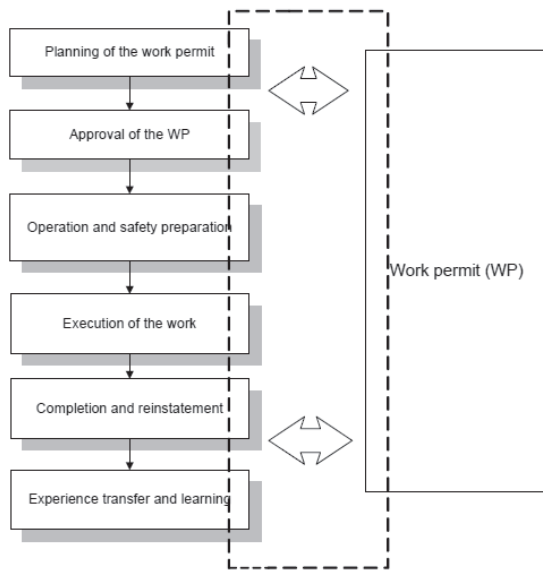 Planning of the work permit
Approval of the WP
Operation and safety preparation
Execution of the work
Completion and reinstatement
Experience transfer and learning
Work permit (WP)